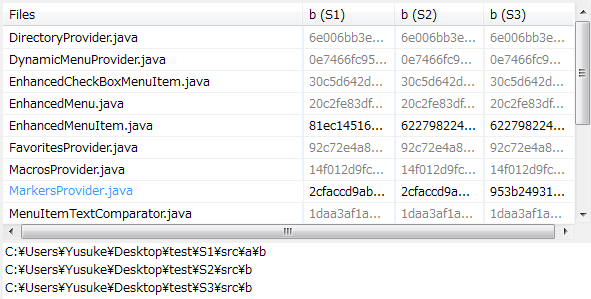 Files b (S1) b (S2) b (S3)
DirectoryProvider.java 6e006bb3e... 6e006bb3e... 6e006bb3e...
DynamicMenuProvider.java 0e7466fc95... 0e7466fc... 0e7466fc...
EnhancedCheckBoxMenuItem.java 30c5d642d... 30c5d642d... 30c5d642d...
EnhancedMenu.java 20c2fe83df... 20c2fe83df... 20c2fe83df...
EnhancedMenuItem.java 81ec14516... 622798224... 622798224...
FavoritesProvider.java 92c72e4a8... 92c72e4a8... 92c72e4a8...
MacrosProvider.java 14f012d9fc... 14f012d9fc... 14f012d9fc...
MarkersProvider.java 2cfaccd9ab... 2cfaccd9a... 953b24931...
MenuItemTextComparator.java 1daa3af1a... 1daa3af1a... 1daa3af1a...
C:¥Users¥Yusuke¥Desktop¥test¥S1¥src¥a¥b
C:¥Users¥Yusuke¥Desktop¥test¥S2¥src¥b
C:¥Users¥Yusuke¥Desktop¥test¥S3¥src¥b